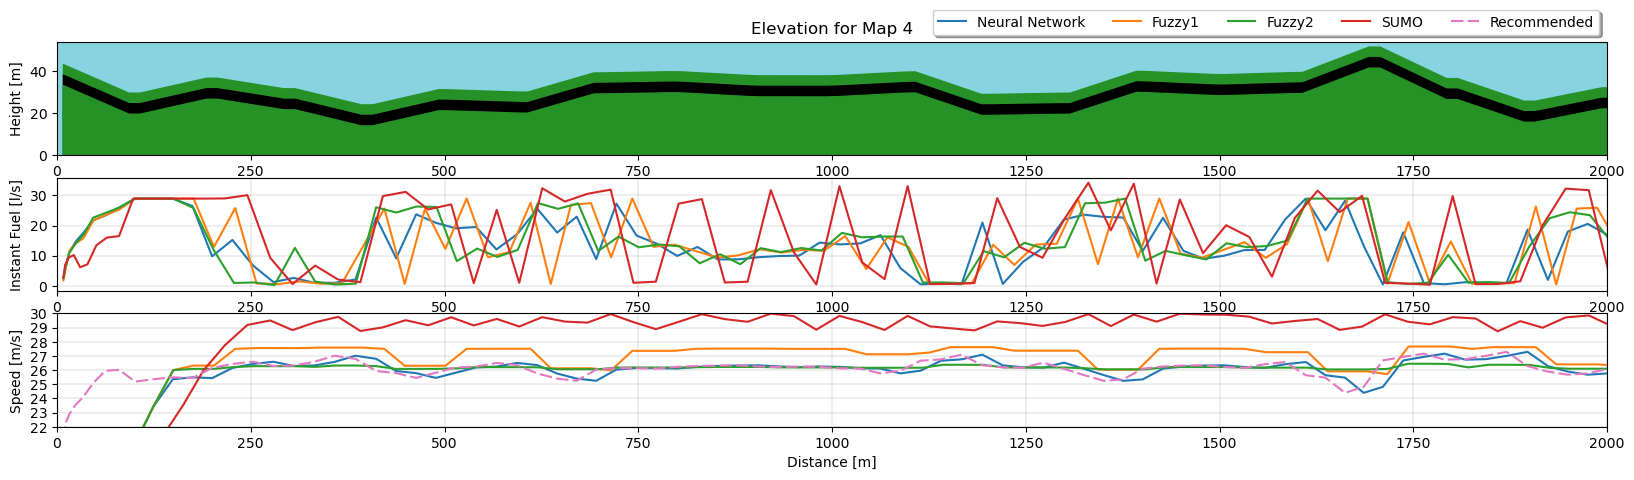 Elevation for Map 4
Neural Network Fuzzy1 Fuzzy2 SUMO Recommended
Height [m]
40
20
0
0 250 500 750 1000 1250 1500 1750 2000
Instant Fuel [l/s]
30
20
10
0
0 250 500 750 1000 1250 1500 1750 2000
Speed [m/s]
30
29
28
27
26
25
24
23
22
0 250 500 750 1000 1250 1500 1750 2000
Distance [m]